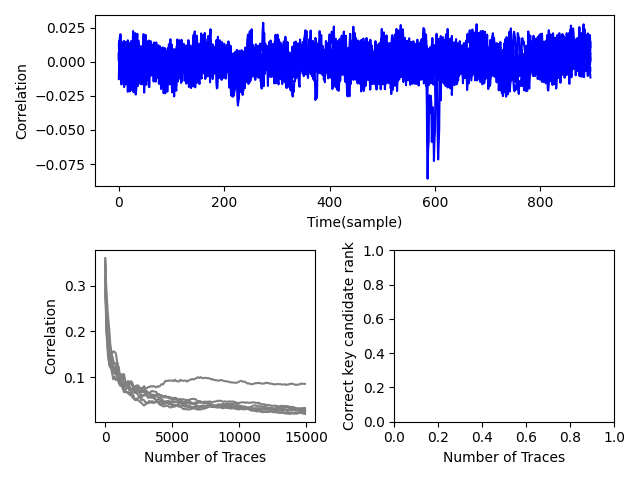 0.025
0.000
−0.025
−0.050
−0.075
Correlation
0 200 400 600 800
Time(sample)
0.3
0.2
0.1
Correlation
0 5000 10000 15000
Number of Traces
1.0
0.8
0.6
0.4
0.2
0.0
Correct key candidate rank
0.0 0.2 0.4 0.6 0.8 1.0
Number of Traces